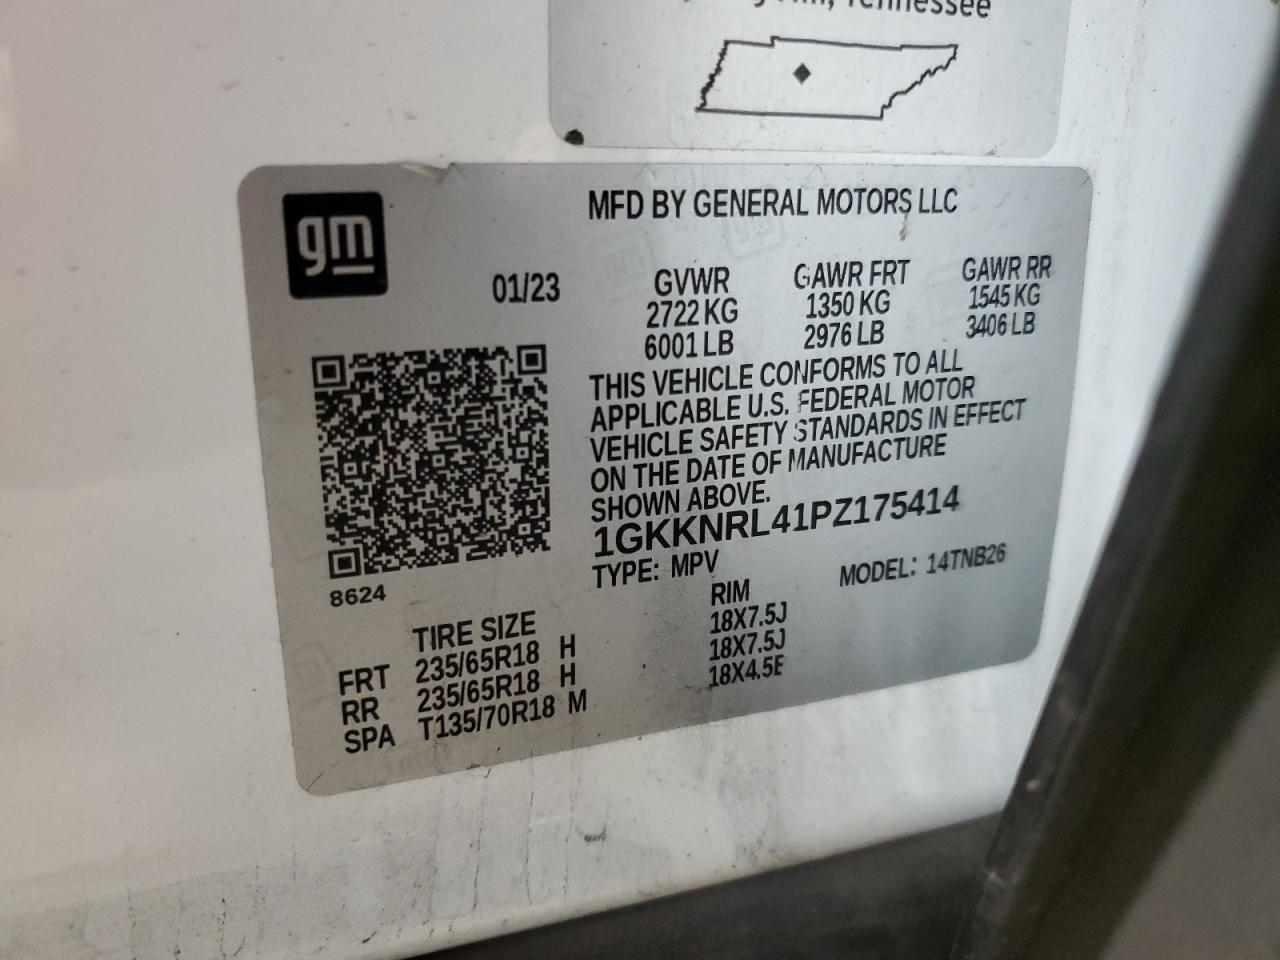 Tennessee
gm
MFD BY GENERAL MOTORS LLC
01/23
GVWR GAWR FRT GAWR RR
2722 KG 1350 KG 1545 KG
6001 LB 2976 LB 3406 LB
THIS VEHICLE CONFORMS TO ALL
APPLICABLE U.S. FEDERAL MOTOR
VEHICLE SAFETY STANDARDS IN EFFECT
ON THE DATE OF MANUFACTURE
SHOWN ABOVE.
1GKKNRL41PZ175414
TYPE: MPV MODEL: 14TNB26
8624
TIRE SIZE RIM
FRT 235/65R18 H 18X7.5J
RR 235/65R18 H 18X7.5J
SPA T135/70R18 M 18X4.5E